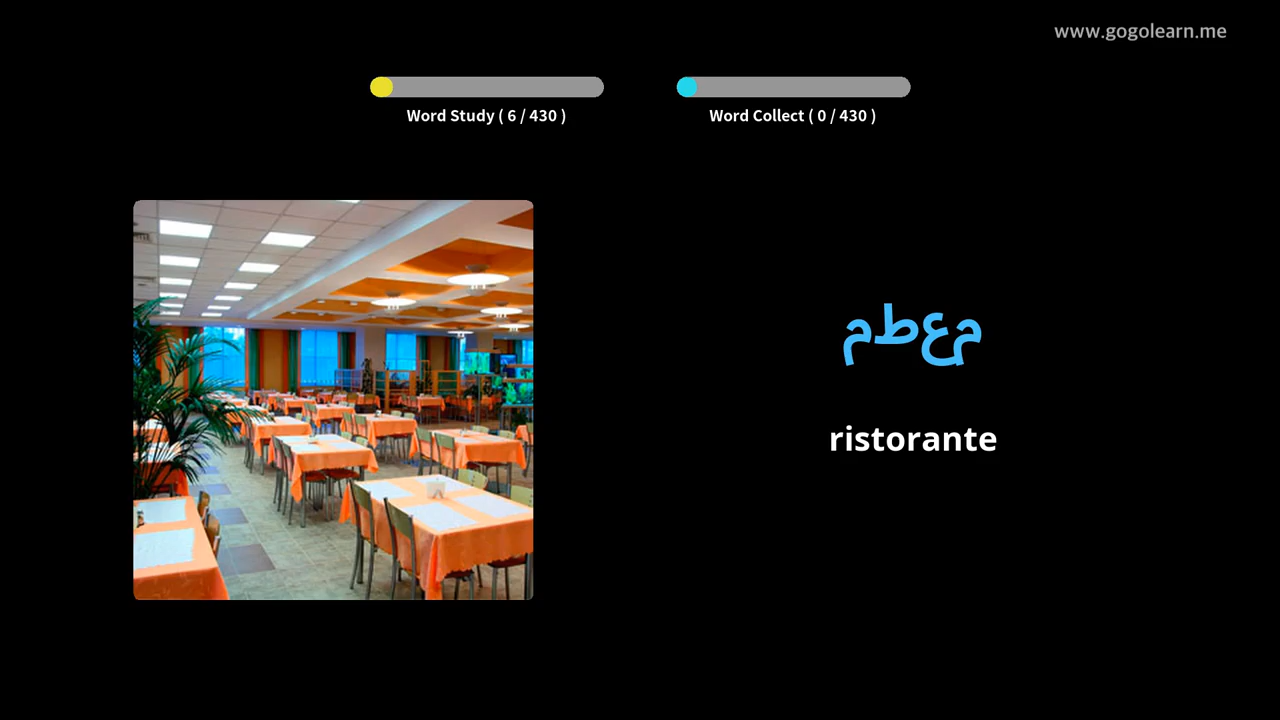 www.gogolearn.me
Word Study ( 6 / 430 )
Word Collect ( 0 / 430 )
مطعم
ristorante